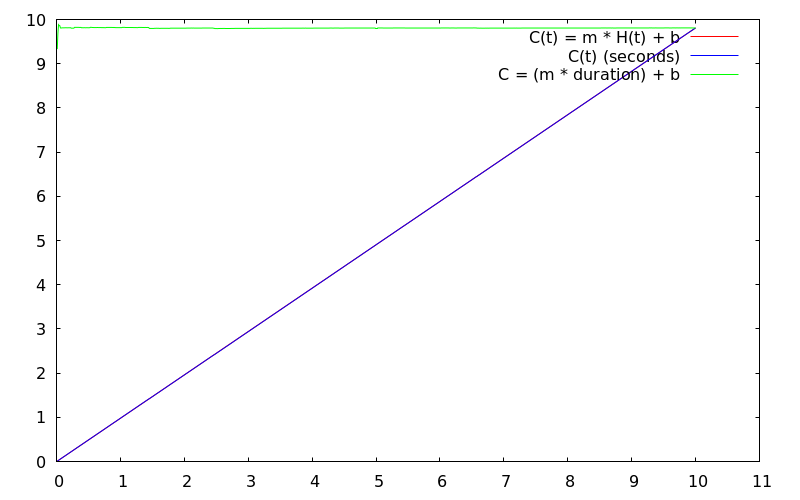 10
C(t) = m * H(t) + b
C(t) (seconds)
9
C = (m * duration) + b
8
7
6
5
4
3
2
1
0
0 1 2 3 4 5 6 7 8 9 10 11